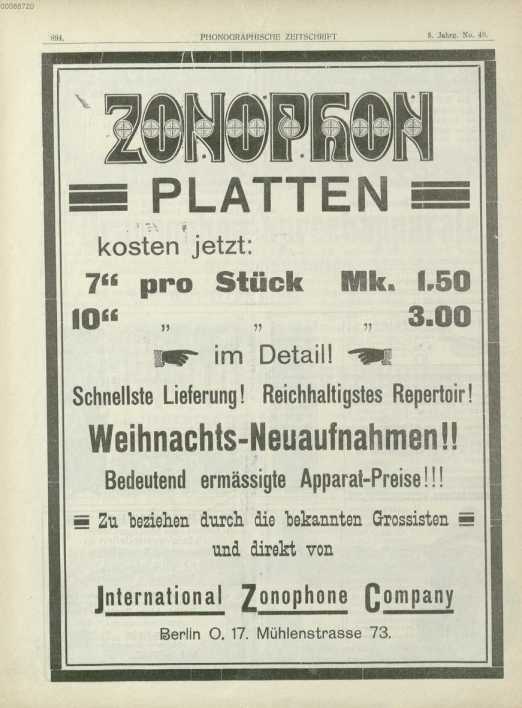 00086720
894. PHONOGRAPHISCHE ZEITSCHRIFT 5. Jahrg. No. 49.
ZONOPHON
PLATTEN
kosten jetzt:
7“ pro Stück Mk. 1.50
10“ „ „ „ 3.00
im Detail!
Schnellste Lieferung! Reichhaltigstes Repertoir!
Weihnachts-Neuaufnahmen!!
Bedeutend ermässigte Apparat-Preise!!!
Zu beziehen durch die bekannten Grossisten
und direkt von
International Zonophone Company
Berlin O. 17. Mühlenstrasse 73.